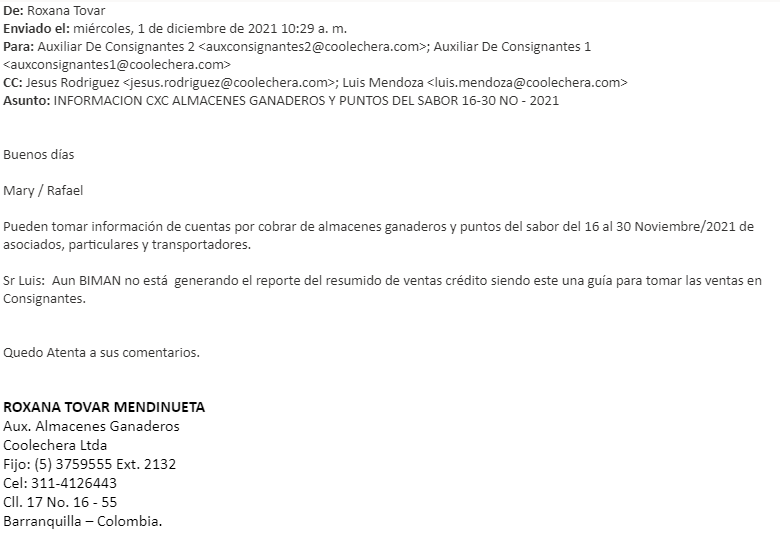 De: Roxana Tovar
Enviado el: miércoles, 1 de diciembre de 2021 10:29 a. m.
Para: Auxiliar De Consignantes 2 <auxconsignantes2@coolechera.com>; Auxiliar De Consignantes 1
<auxconsignantes1@coolechera.com>
CC: Jesus Rodriguez <jesus.rodriguez@coolechera.com>; Luis Mendoza <luis.mendoza@coolechera.com>
Asunto: INFORMACION CXC ALMACENES GANADEROS Y PUNTOS DEL SABOR 16-30 NO - 2021
Buenos días
Mary / Rafael
Pueden tomar información de cuentas por cobrar de almacenes ganaderos y puntos del sabor del 16 al 30 Noviembre/2021 de
asociados, particulares y transportadores.
Sr Luis:  Aun BIMAN no está  generando el reporte del resumido de ventas crédito siendo este una guía para tomar las ventas en
Consignantes.
Quedo Atenta a sus comentarios.
ROXANA TOVAR MENDINUETA
Aux. Almacenes Ganaderos
Coolechera Ltda
Fijo: (5) 3759555 Ext. 2132
Cel: 311-4126443
Cll. 17 No. 16 - 55
Barranquilla – Colombia.